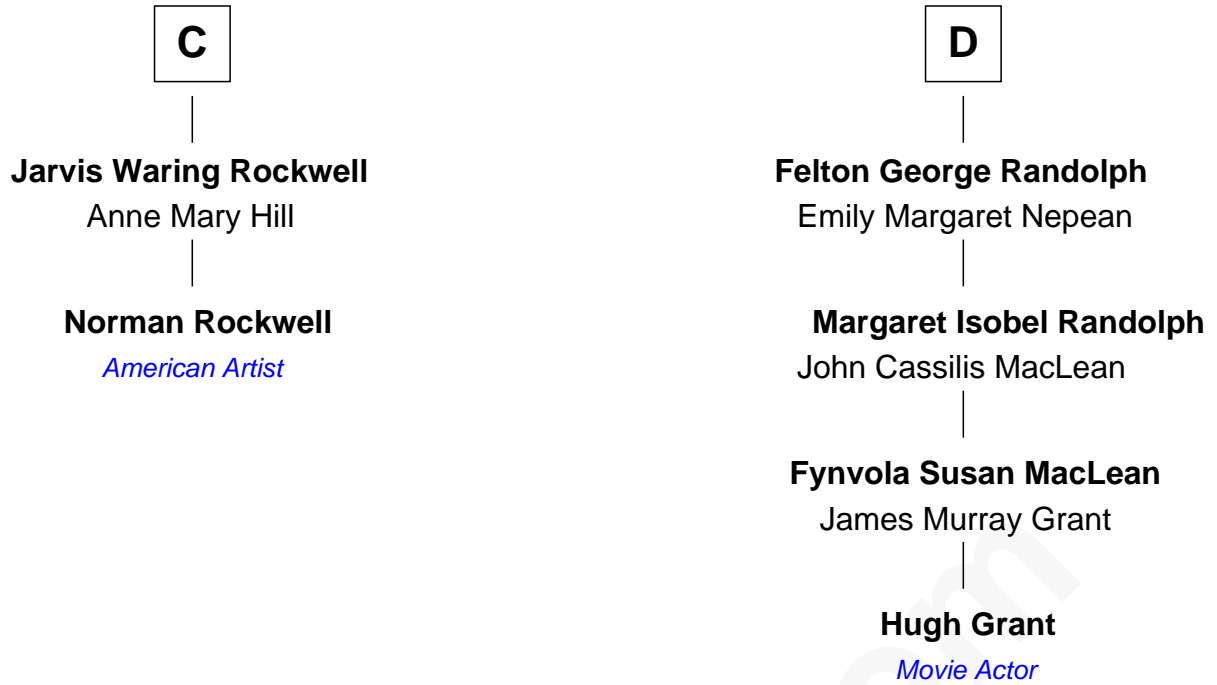 C
Jarvis Waring Rockwell
Anne Mary Hill
Norman Rockwell
American Artist
D
Felton George Randolph
Emily Margaret Nepean
Margaret Isobel Randolph
John Cassilis MacLean
Fynvola Susan MacLean
James Murray Grant
Hugh Grant
Movie Actor
om